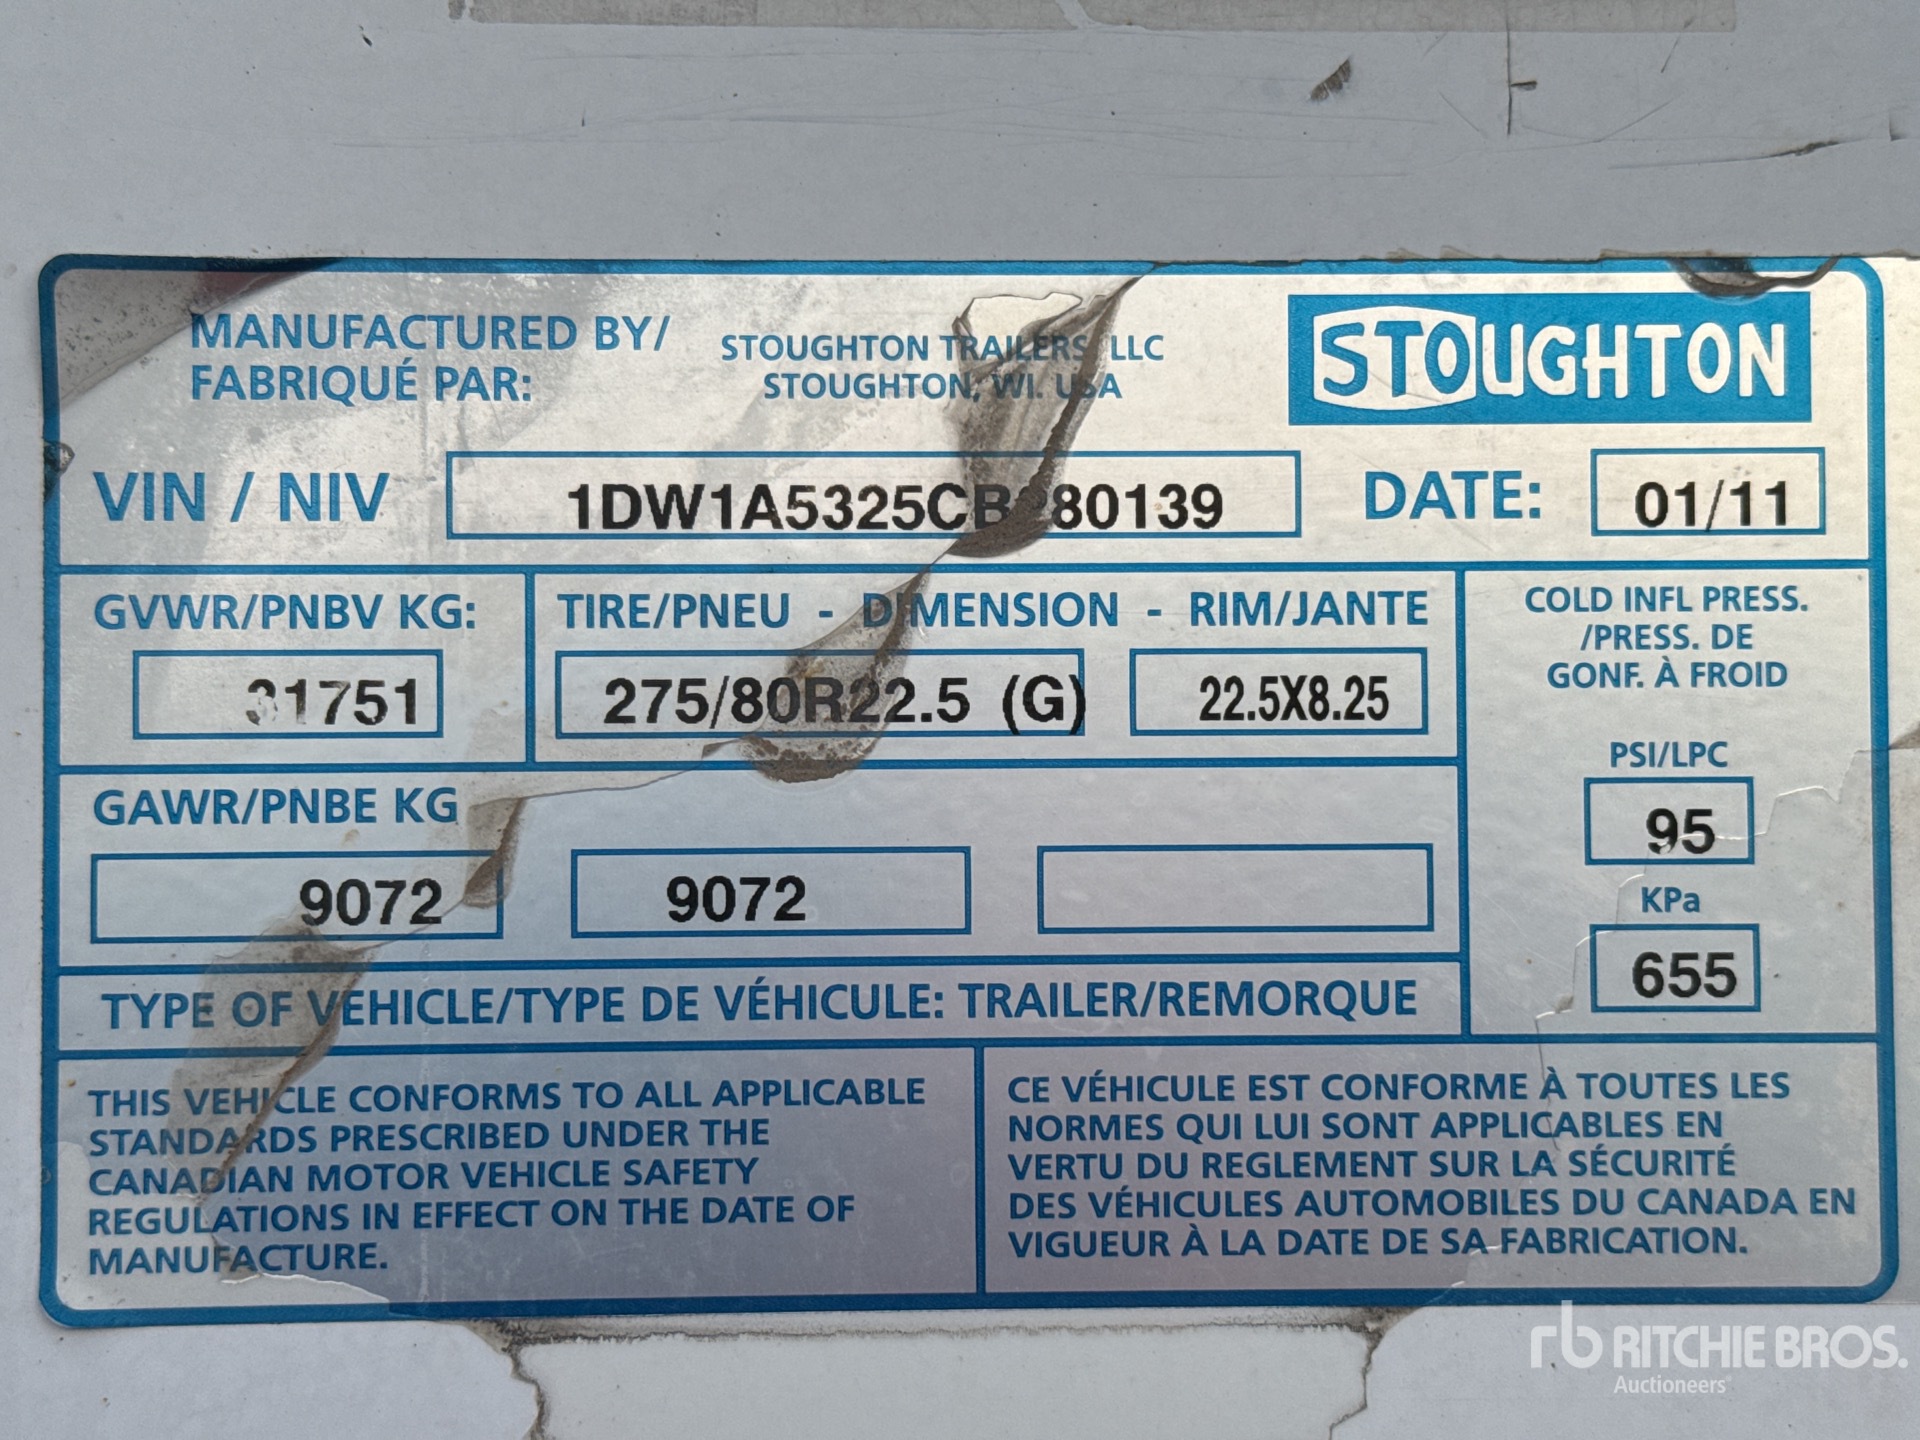 MANUFACTURED BY/
FABRIQUÉ PAR:
STOUGHTON TRAILERS, LLC
STOUGHTON, WI. USA
STOUGHTON
VIN / NIV
1DW1A5325CB280139
DATE:
01/11
GVWR/PNBV KG:
31751
TIRE/PNEU - DIMENSION - RIM/JANTE
275/80R22.5 (G)
22.5X8.25
COLD INFL PRESS.
/PRESS. DE
GONF. À FROID
PSI/LPC
95
KPa
655
GAWR/PNBE KG
9072
9072
TYPE OF VEHICLE/TYPE DE VÉHICULE: TRAILER/REMORQUE
THIS VEHICLE CONFORMS TO ALL APPLICABLE
STANDARDS PRESCRIBED UNDER THE
CANADIAN MOTOR VEHICLE SAFETY
REGULATIONS IN EFFECT ON THE DATE OF
MANUFACTURE.
CE VÉHICULE EST CONFORME À TOUTES LES
NORMES QUI LUI SONT APPLICABLES EN
VERTU DU REGLEMENT SUR LA SÉCURITÉ
DES VÉHICULES AUTOMOBILES DU CANADA EN
VIGUEUR À LA DATE DE SA FABRICATION.
rb RITCHIE BROS.
Auctioneers